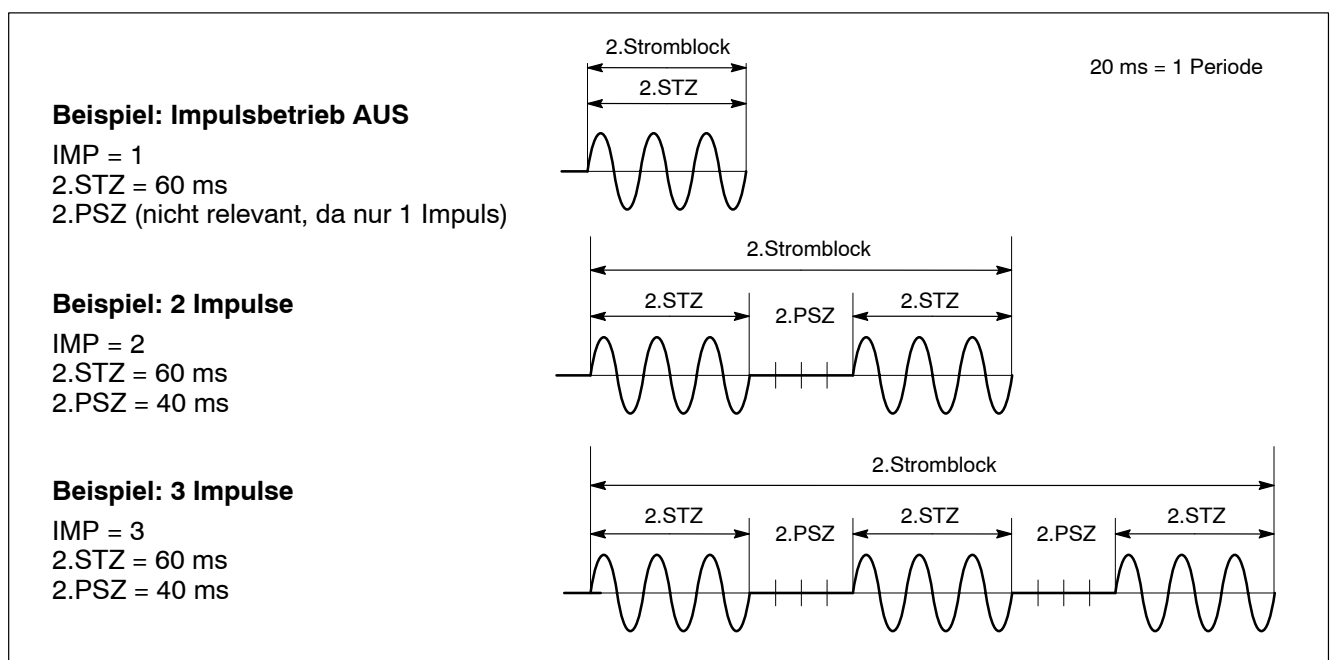 2.Stromblock
20 ms = 1 Periode
2.STZ
Beispiel: Impulsbetrieb AUS
IMP = 1
2.STZ = 60 ms
2.PSZ (nicht relevant, da nur 1 Impuls)
2.Stromblock
Beispiel: 2 Impulse
2.STZ 2.PSZ 2.STZ
IMP = 2
2.STZ = 60 ms
2.PSZ = 40 ms
2.Stromblock
Beispiel: 3 Impulse
2.STZ 2.PSZ 2.STZ 2.PSZ 2.STZ
IMP = 3
2.STZ = 60 ms
2.PSZ = 40 ms